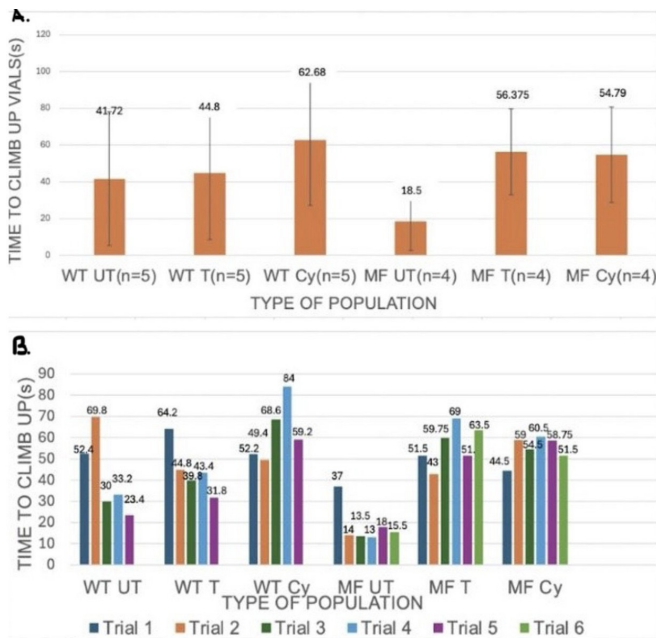 A.
TIME TO CLIMB UP VIALS(s)
120
100
80
60
40
20
0
41.72
44.8
62.68
18.5
56.375
54.79
WT UT(n=5) WT T(n=5) WT Cy(n=5) MF UT(n=4) MF T(n=4) MF Cy(n=4)
TYPE OF POPULATION
B.
TIME TO CLIMB UP(s)
90
80
70
60
50
40
30
20
10
0
52.4 69.8 30 33.2 23.4
64.2 44.8 39.8 43.4 31.8
52.2 49.4 68.6 84 59.2
37 14 13.5 13 18 15.5
51.5 43 59.75 69 51. 63.5
44.5 59 54.5 60.5 58.75 51.5
WT UT WT T WT Cy MF UT MF T MF Cy
TYPE OF POPULATION
Trial 1 Trial 2 Trial 3 Trial 4 Trial 5 Trial 6